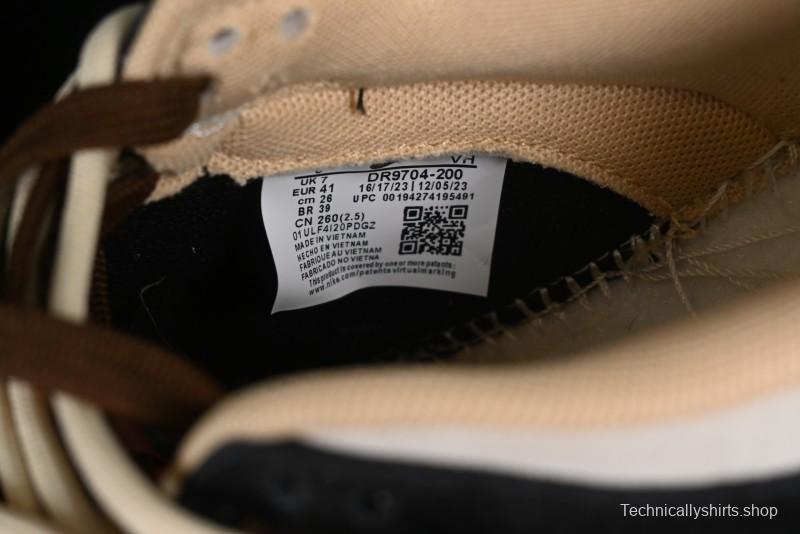 VH
UK 7 DR9704-200
EUR 41 16/17/23 | 12/05/23
cm 26 UPC 00194274195491
BR 39
CN 260(2.5)
01ULF4I20PDGZ
MADE IN VIETNAM
HECHO EN VIETNAM
FABRIQUE AU VIETNAM
FABRICADO NO VIETNA
This product is covered by one or more patents:
www.nike.com/patents virtualmarking
Technicallyshirts.shop